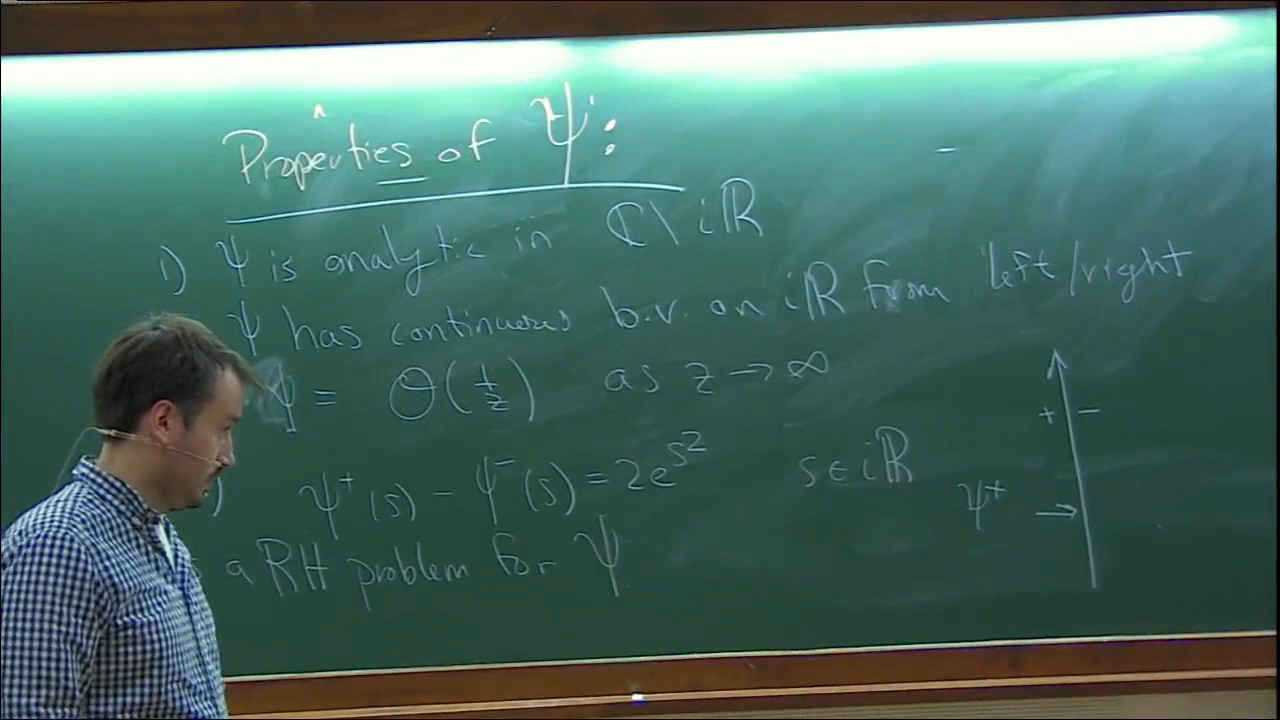 Properties of Ψ:
1) Ψ is analytic in ℂ\iℝ
Ψ has continuous b.v. on iℝ from left/right
Ψ = O(1/z) as z → ∞
) Ψ⁺(s) - Ψ⁻(s) = 2e^{s²} s ∈ iℝ
a RH problem for Ψ
+ -
Ψ⁺ →